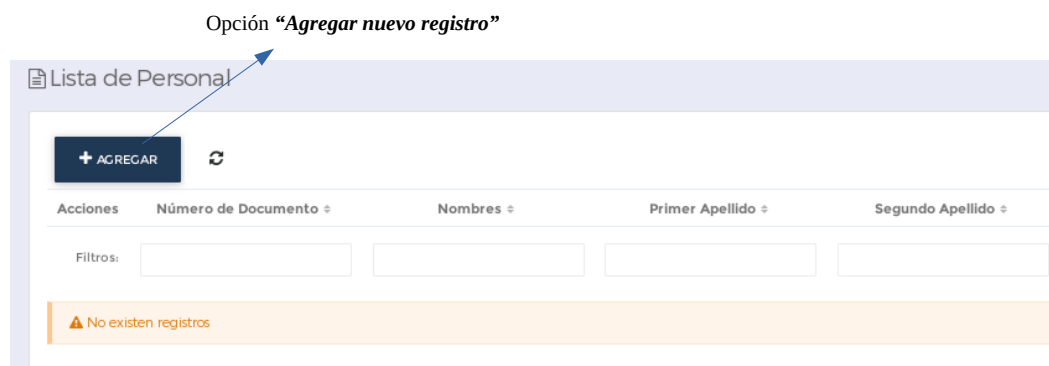 Opción “Agregar nuevo registro”
Lista de Personal
AGREGAR
Acciones Número de Documento Nombres Primer Apellido Segundo Apellido
Filtros:
No existen registros